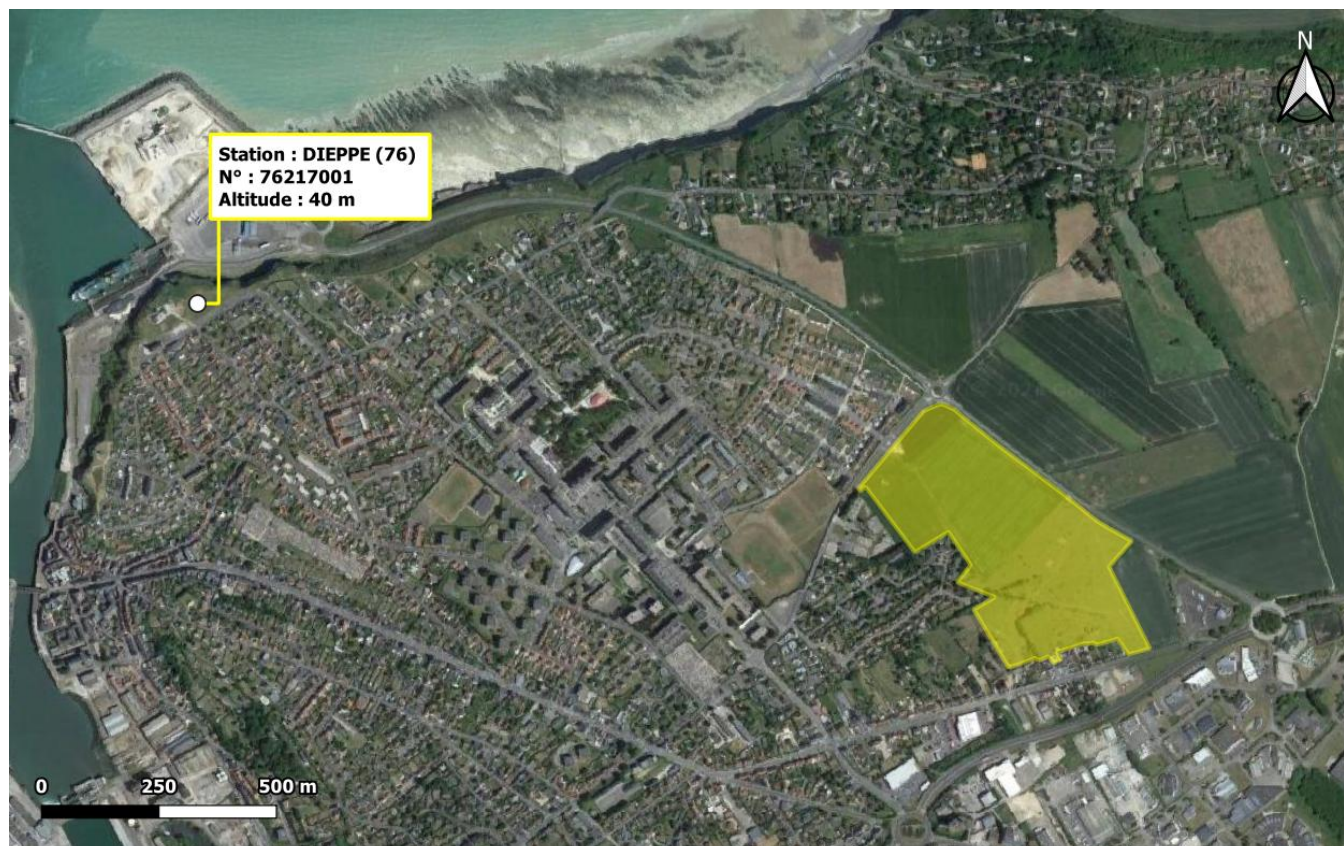 N
Station : DIEPPE (76)
N° : 76217001
Altitude : 40 m
0 250 500 m